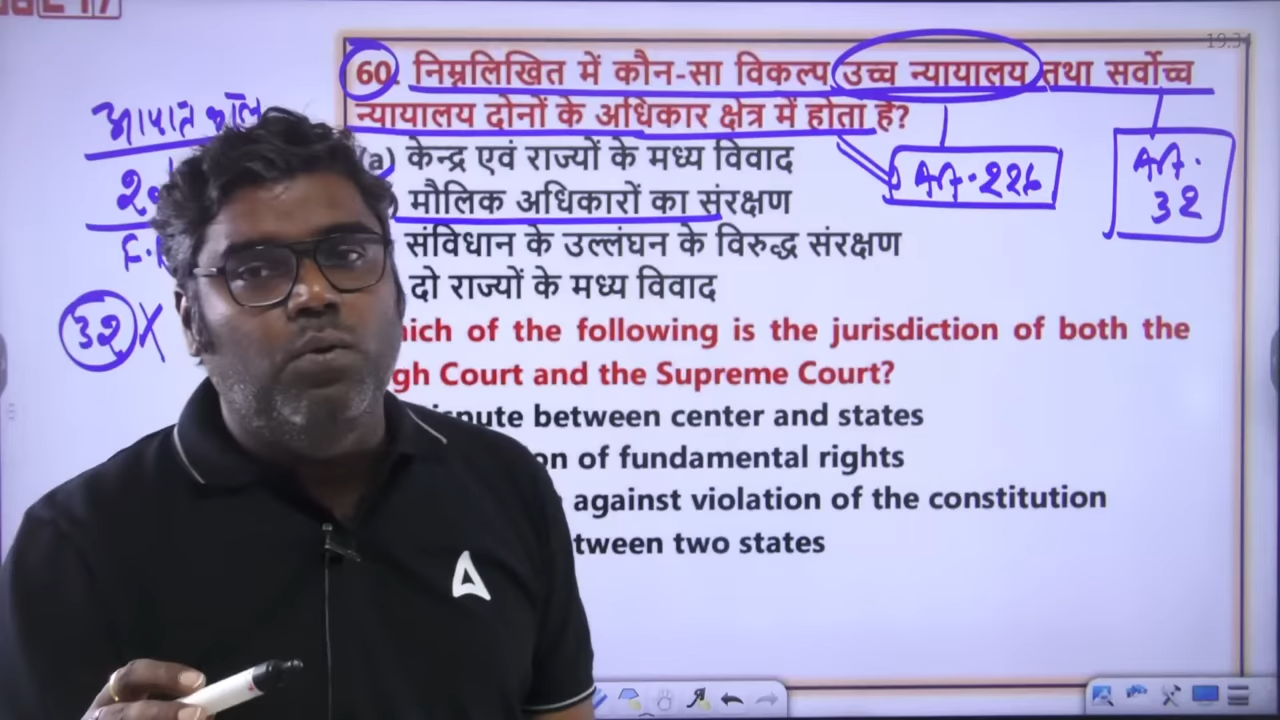 19:34
60. निम्नलिखित में कौन-सा विकल्प उच्च न्यायालय तथा सर्वोच्च
न्यायालय दोनों के अधिकार क्षेत्र में होता है?
(a) केन्द्र एवं राज्यों के मध्य विवाद
मौलिक अधिकारों का संरक्षण
संविधान के उल्लंघन के विरुद्ध संरक्षण
दो राज्यों के मध्य विवाद
hich of the following is the jurisdiction of both the
gh Court and the Supreme Court?
ispute between center and states
on of fundamental rights
against violation of the constitution
tween two states
आपात काल
F.
32 X
Art. 226
Art.
32